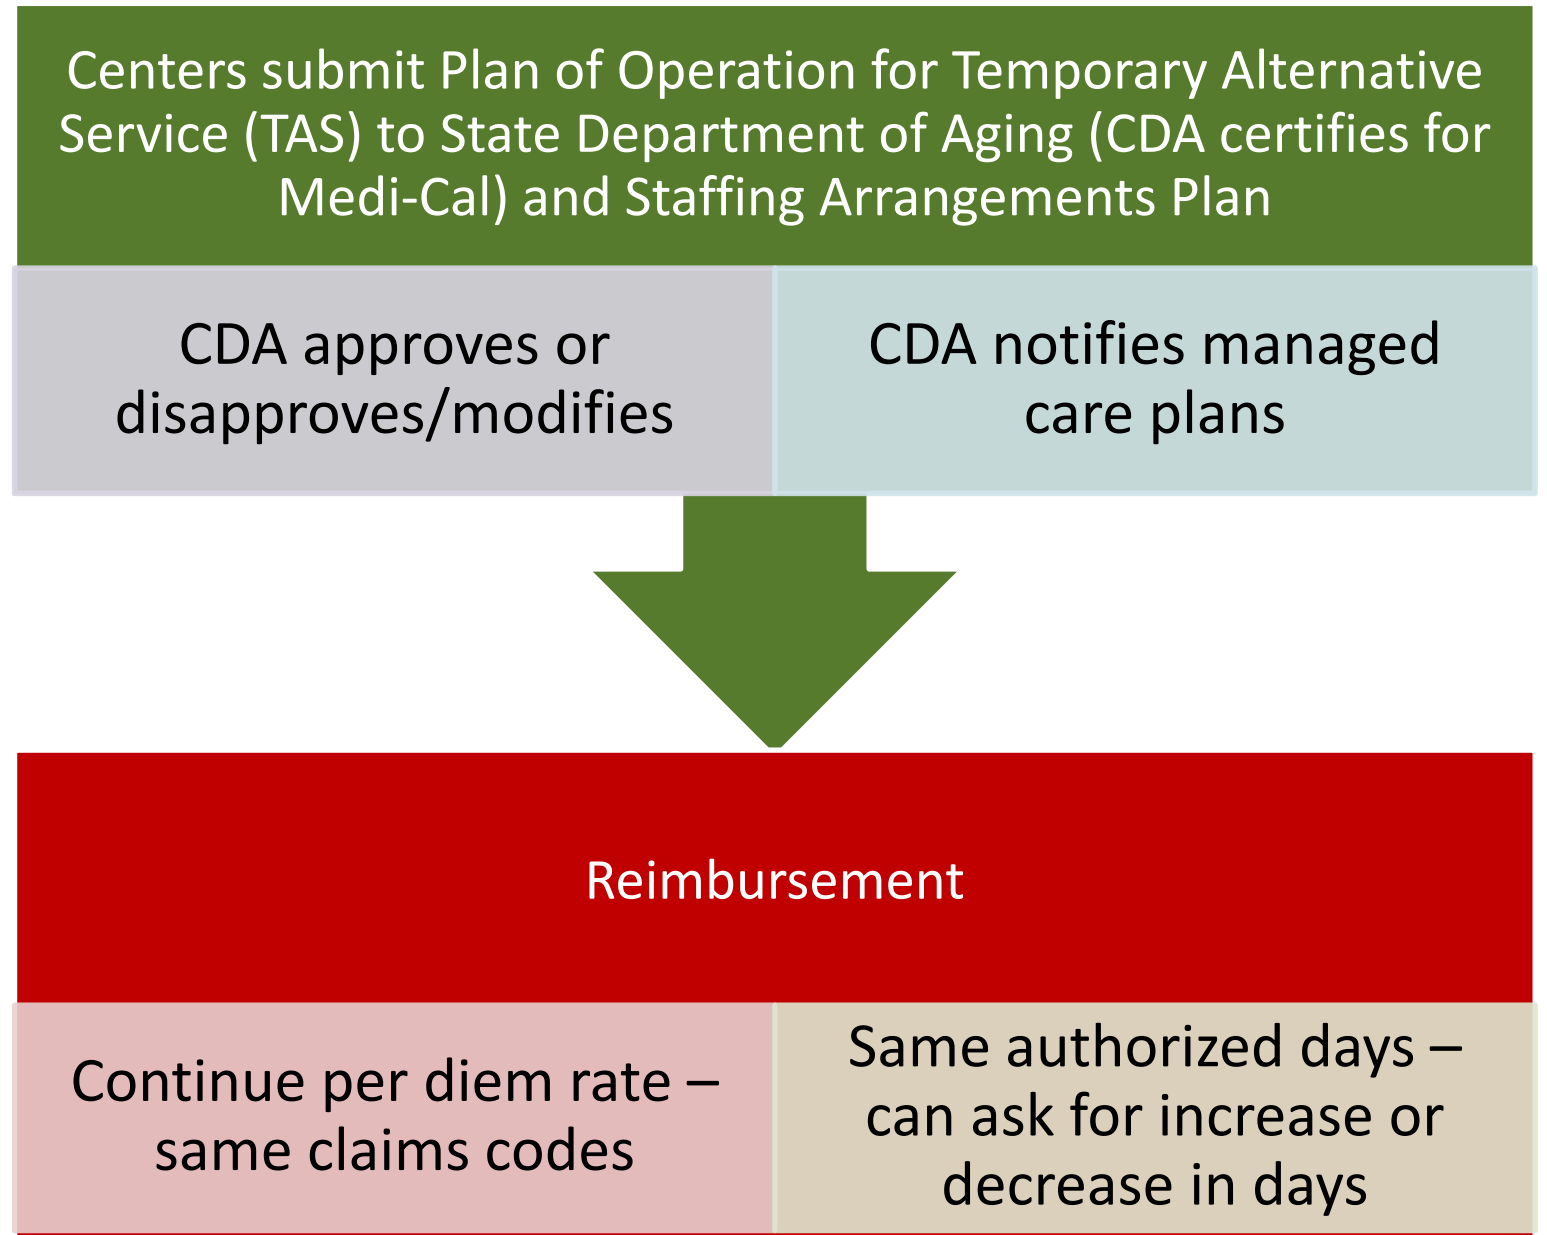 Centers submit Plan of Operation for Temporary Alternative
Service (TAS) to State Department of Aging (CDA certifies for
Medi-Cal) and Staffing Arrangements Plan
CDA approves or
disapproves/modifies
CDA notifies managed
care plans
Reimbursement
Continue per diem rate –
same claims codes
Same authorized days –
can ask for increase or
decrease in days